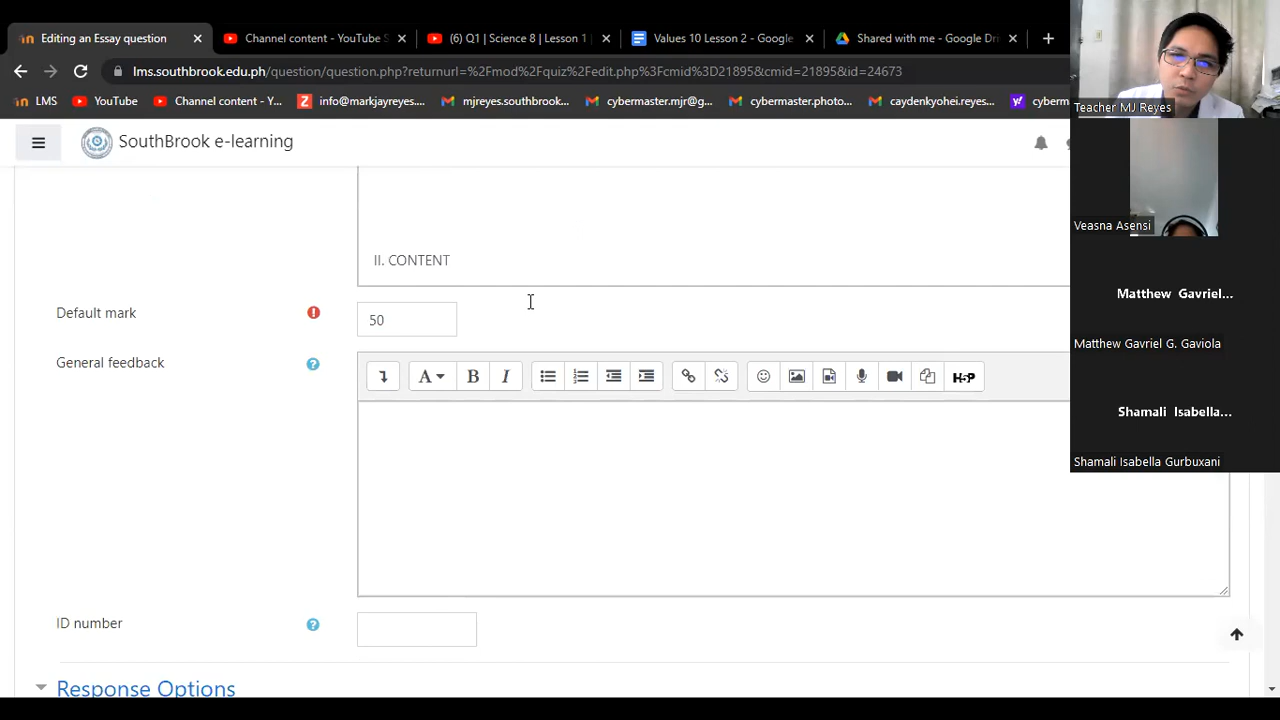 Editing an Essay question
Channel content - YouTube S
(6) Q1 | Science 8 | Lesson 1
Values 10 Lesson 2 - Google
Shared with me - Google Dri
lms.southbrook.edu.ph/question/question.php?returnurl=%2Fmod%2Fquiz%2Fedit.php%3Fcmid%3D21895&cmid=21895&id=24673
LMS
YouTube
Channel content - Y...
info@markjayreyes....
mjreyes.southbrook...
cybermaster.mjr@g...
cybermaster.photo...
caydenkyohei.reyes...
cyberm
SouthBrook e-learning
II. CONTENT
Default mark
50
General feedback
A
B
I
H5P
ID number
Response Options
Teacher MJ Reyes
Veasna Asensi
Matthew Gavriel...
Matthew Gavriel G. Gaviola
Shamali Isabella...
Shamali Isabella Gurbuxani